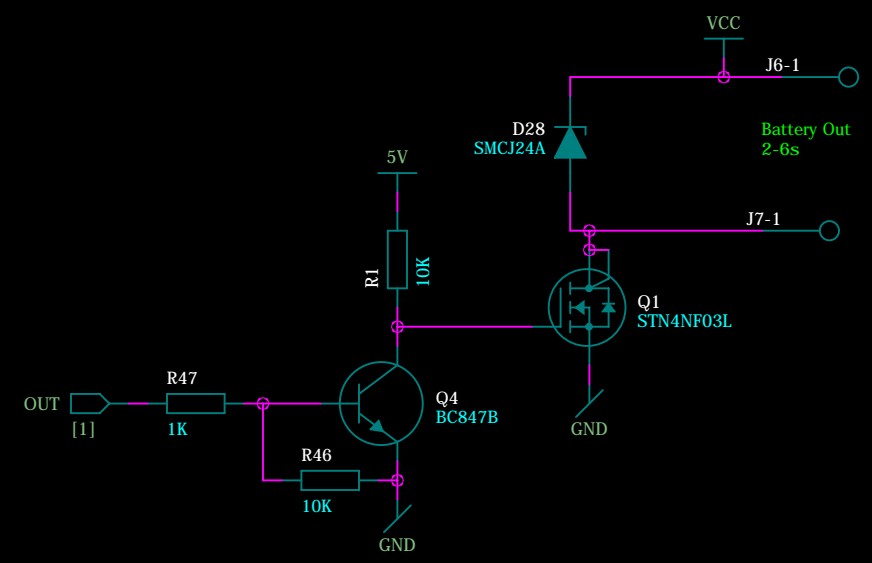 VCC
J6-1
D28
SMCJ24A
Battery Out
2-6s
5V
J7-1
R1
10K
Q1
STN4NF03L
R47
OUT
[1]
1K
Q4
BC847B
GND
R46
10K
GND